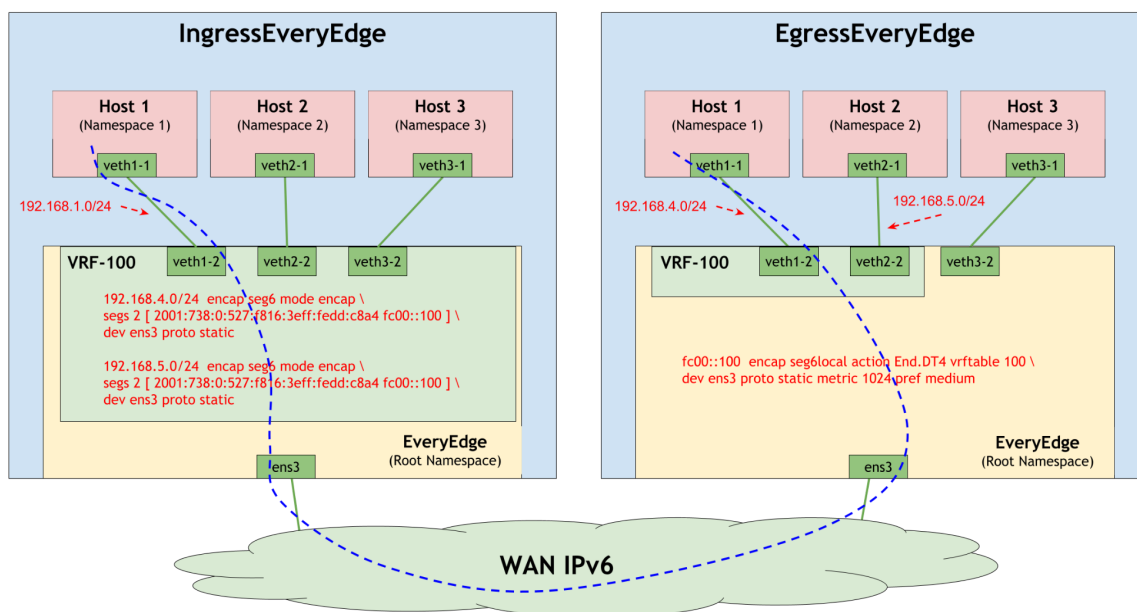 IngressEveryEdge
Host 1
(Namespace 1)
veth1-1
Host 2
(Namespace 2)
veth2-1
Host 3
(Namespace 3)
veth3-1
192.168.1.0/24
VRF-100
veth1-2
veth2-2
veth3-2
192.168.4.0/24 encap seg6 mode encap \
segs 2 [ 2001:738:0:527:f816:3eff:fedd:c8a4 fc00::100 ] \
dev ens3 proto static
192.168.5.0/24 encap seg6 mode encap \
segs 2 [ 2001:738:0:527:f816:3eff:fedd:c8a4 fc00::100 ] \
dev ens3 proto static
EveryEdge
(Root Namespace)
ens3
EgressEveryEdge
Host 1
(Namespace 1)
veth1-1
Host 2
(Namespace 2)
veth2-1
Host 3
(Namespace 3)
veth3-1
192.168.4.0/24
192.168.5.0/24
VRF-100
veth1-2
veth2-2
veth3-2
fc00::100 encap seg6local action End.DT4 vrftable 100 \
dev ens3 proto static metric 1024 pref medium
EveryEdge
(Root Namespace)
ens3
WAN IPv6